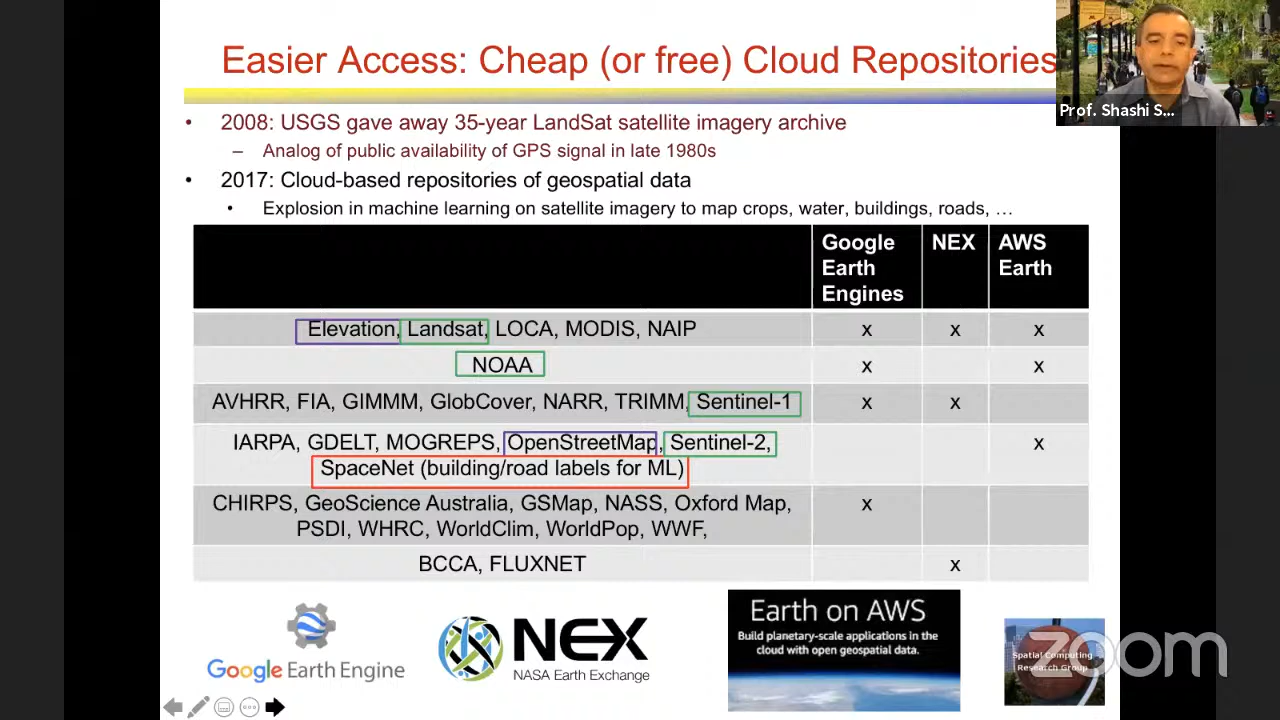 Easier Access: Cheap (or free) Cloud Repositories
Prof. Shashi S...
• 2008: USGS gave away 35-year LandSat satellite imagery archive
– Analog of public availability of GPS signal in late 1980s
• 2017: Cloud-based repositories of geospatial data
• Explosion in machine learning on satellite imagery to map crops, water, buildings, roads, …
Google Earth Engines
NEX
AWS Earth
Elevation, Landsat, LOCA, MODIS, NAIP x x x
NOAA x x
AVHRR, FIA, GIMMM, GlobCover, NARR, TRIMM, Sentinel-1 x x
IARPA, GDELT, MOGREPS, OpenStreetMap, Sentinel-2, x
SpaceNet (building/road labels for ML)
CHIRPS, GeoScience Australia, GSMap, NASS, Oxford Map, x
PSDI, WHRC, WorldClim, WorldPop, WWF,
BCCA, FLUXNET x
Google Earth Engine
NEX
NASA Earth Exchange
Earth on AWS
Build planetary-scale applications in the
cloud with open geospatial data.
Spatial Computing
Research Group
zoom